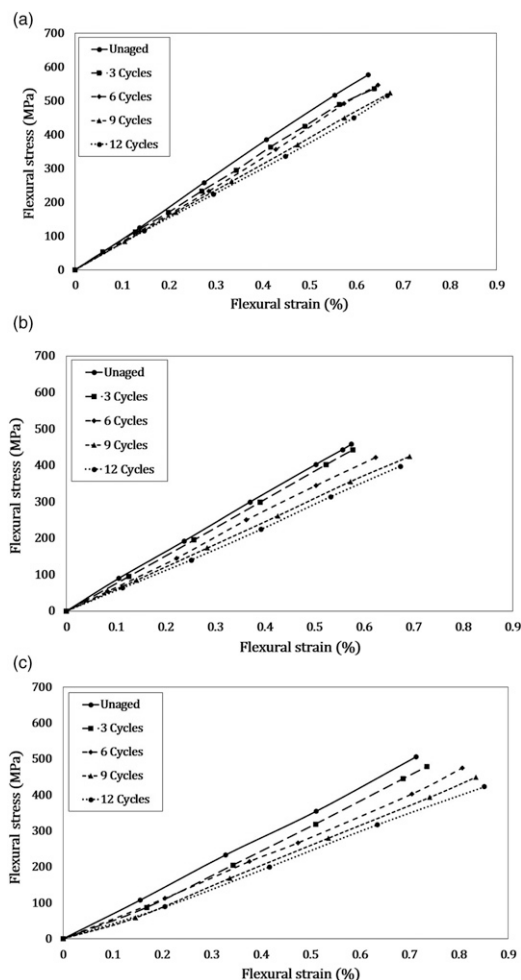 (a)
700
600
500
400
300
200
100
0
Flexural stress (MPa)
Unaged
·3 Cycles
6 Cycles
9 Cycles
12 Cycles
0 0.1 0.2 0.3 0.4 0.5 0.6 0.7 0.8 0.9
Flexural strain (%)
(b)
700
600
500
400
300
200
100
0
Flexural stress (MPa)
Unaged
·3 Cycles
6 Cycles
9 Cycles
12 Cycles
0 0.1 0.2 0.3 0.4 0.5 0.6 0.7 0.8 0.9
Flexural strain (%)
(c)
700
600
500
400
300
200
100
0
Flexural stress (MPa)
Unaged
·3 Cycles
6 Cycles
9 Cycles
12 Cycles
0 0.1 0.2 0.3 0.4 0.5 0.6 0.7 0.8 0.9
Flexural strain (%)